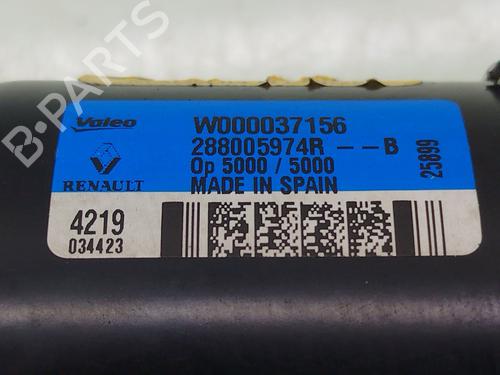 B-PARTS
Valeo
RENAULT
W000037156
288005974R -- B
Op 5000 / 5000
MADE IN SPAIN
25899
4219
034423